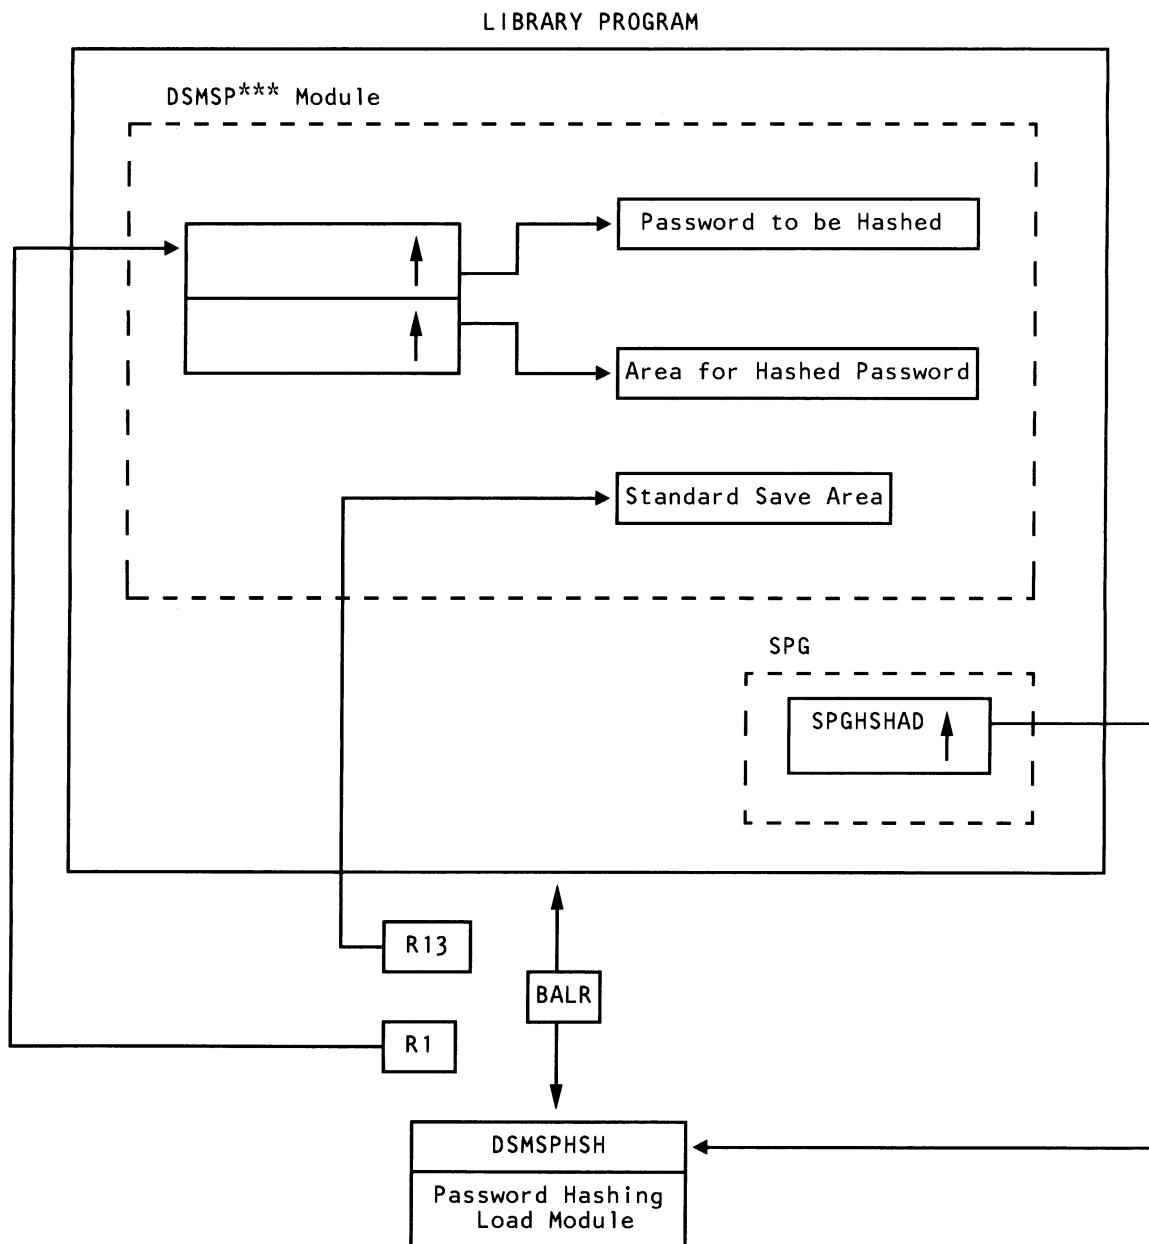 LIBRARY PROGRAM
DSMSP*** Module
Password to be Hashed
Area for Hashed Password
Standard Save Area
SPG
SPGHSHAD
R13
BALR
R1
DSMSPHSH
Password Hashing
Load Module